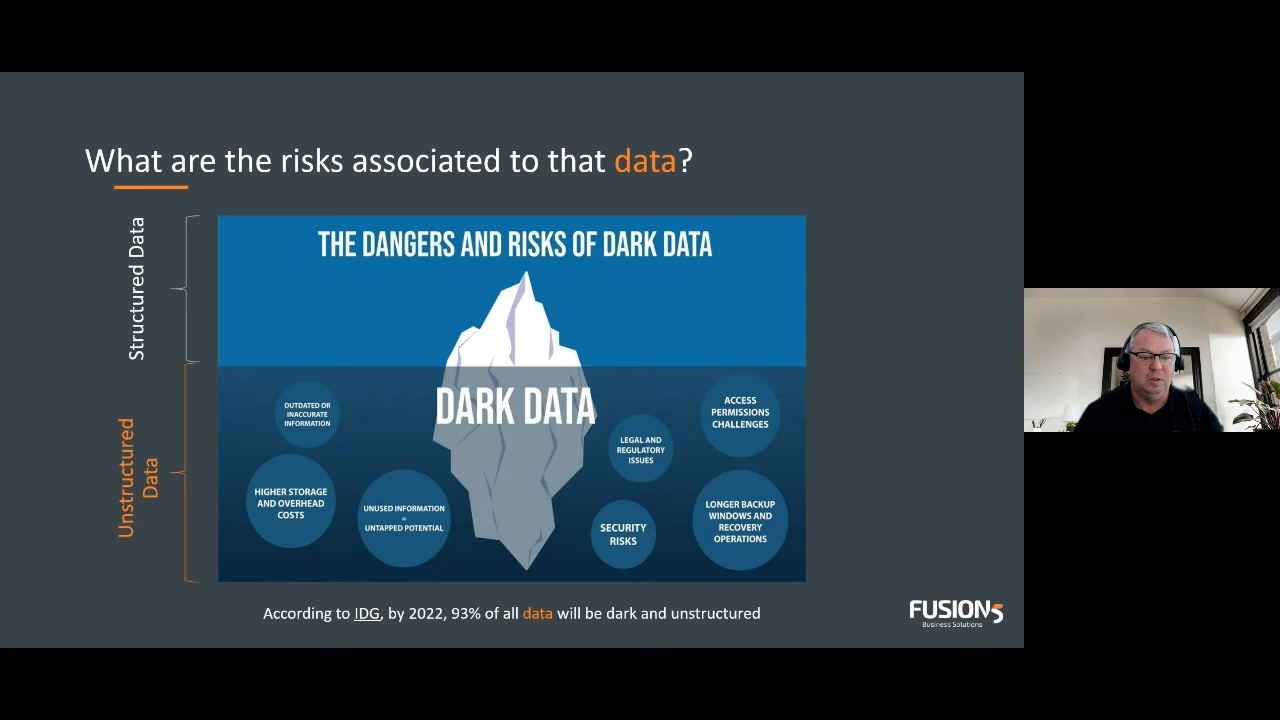 What are the risks associated to that data?
Structured Data
THE DANGERS AND RISKS OF DARK DATA
DARK DATA
Unstructured
Data
OUTDATED OR
INACCURATE
INFORMATION
HIGHER STORAGE
AND OVERHEAD
COSTS
UNUSED INFORMATION
=
UNTAPPED POTENTIAL
LEGAL AND
REGULATORY
ISSUES
SECURITY
RISKS
ACCESS
PERMISSIONS
CHALLENGES
LONGER BACKUP
WINDOWS AND
RECOVERY
OPERATIONS
According to IDG, by 2022, 93% of all data will be dark and unstructured
FUSION5
Business Solutions